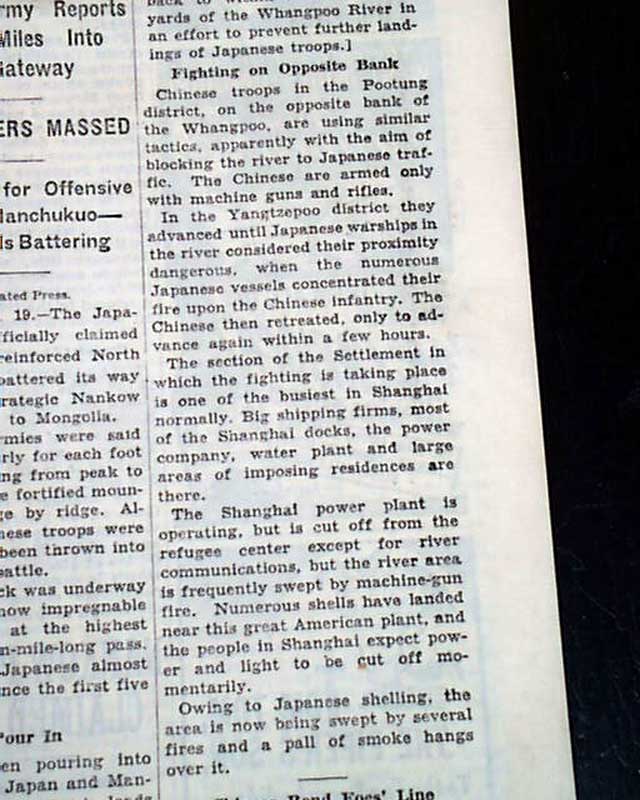 rmy Reports
Miles Into
Gateway
ERS MASSED
for Offensive
Manchukuo—
ls Battering
ated Press.
19.—The Japa-
fficially claimed
reinforced North
battered its way
rategic Nankow
to Mongolia.
rmies were said
rly for each foot
ng from peak to
e fortified moun-
ge by ridge. Al-
nese troops were
been thrown into
attle.
ck was underway
now impregnable
at the highest
n-mile-long pass.
Japanese almost
nce the first five
Pour In
en pouring into
Japan and Man-
yards of the Whangpoo River in
an effort to prevent further land-
ings of Japanese troops.]
Fighting on Opposite Bank
Chinese troops in the Pootung
district, on the opposite bank of
the Whangpoo, are using similar
tactics, apparently with the aim of
blocking the river to Japanese traf-
fic. The Chinese are armed only
with machine guns and rifles.
In the Yangtzepoo district they
advanced until Japanese warships in
the river considered their proximity
dangerous, when the numerous
Japanese vessels concentrated their
fire upon the Chinese infantry. The
Chinese then retreated, only to ad-
vance again within a few hours.
The section of the Settlement in
which the fighting is taking place
is one of the busiest in Shanghai
normally. Big shipping firms, most
of the Shanghai docks, the power
company, water plant and large
areas of imposing residences are
there.
The Shanghai power plant is
operating, but is cut off from the
refugee center except for river
communications, but the river area
is frequently swept by machine-gun
fire. Numerous shells have landed
near this great American plant, and
the people in Shanghai expect pow-
er and light to be cut off mo-
mentarily.
Owing to Japanese shelling, the
area is now being swept by several
fires and a pall of smoke hangs
over it.
Foes' Line